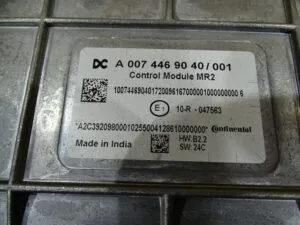 DC A 007 446 90 40 / 001
Control Module MR2
10074469040172005616700000100000000 6
E1 10-R - 047563
*A2C39209800010255004128610000000* Continental
Made in India
HW: B2.2
SW: 24C